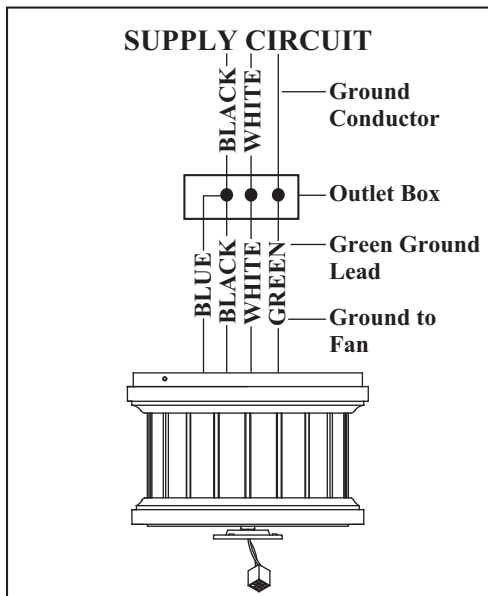 SUPPLY CIRCUIT
BLACK
WHITE
Ground
Conductor
Outlet Box
BLUE
BLACK
WHITE
GREEN
Green Ground
Lead
Ground to
Fan